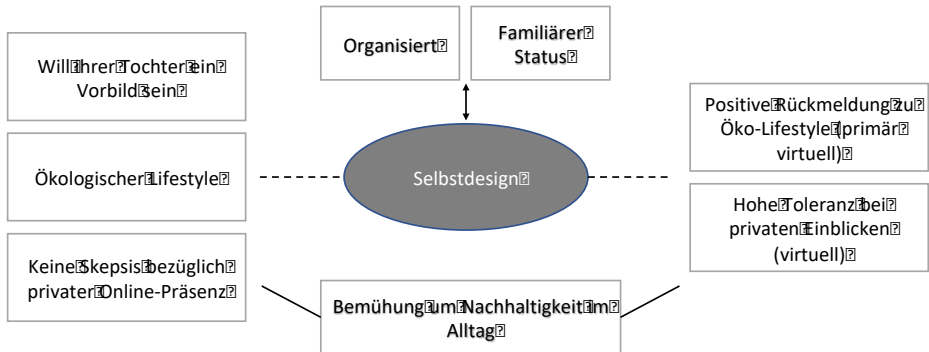 Organisiert
Familiärer
Status
Will ihrer Tochter ein
Vorbild sein
Ökologischer Lifestyle
Keine Skepsis bezüglich
privater Online-Präsenz
Selbstdesign
Positive Rückmeldung zu
Öko-Lifestyle (primär
virtuell)
Hohe Toleranz bei
privaten Einblicken
(virtuell)
Bemühung um Nachhaltigkeit im
Alltag